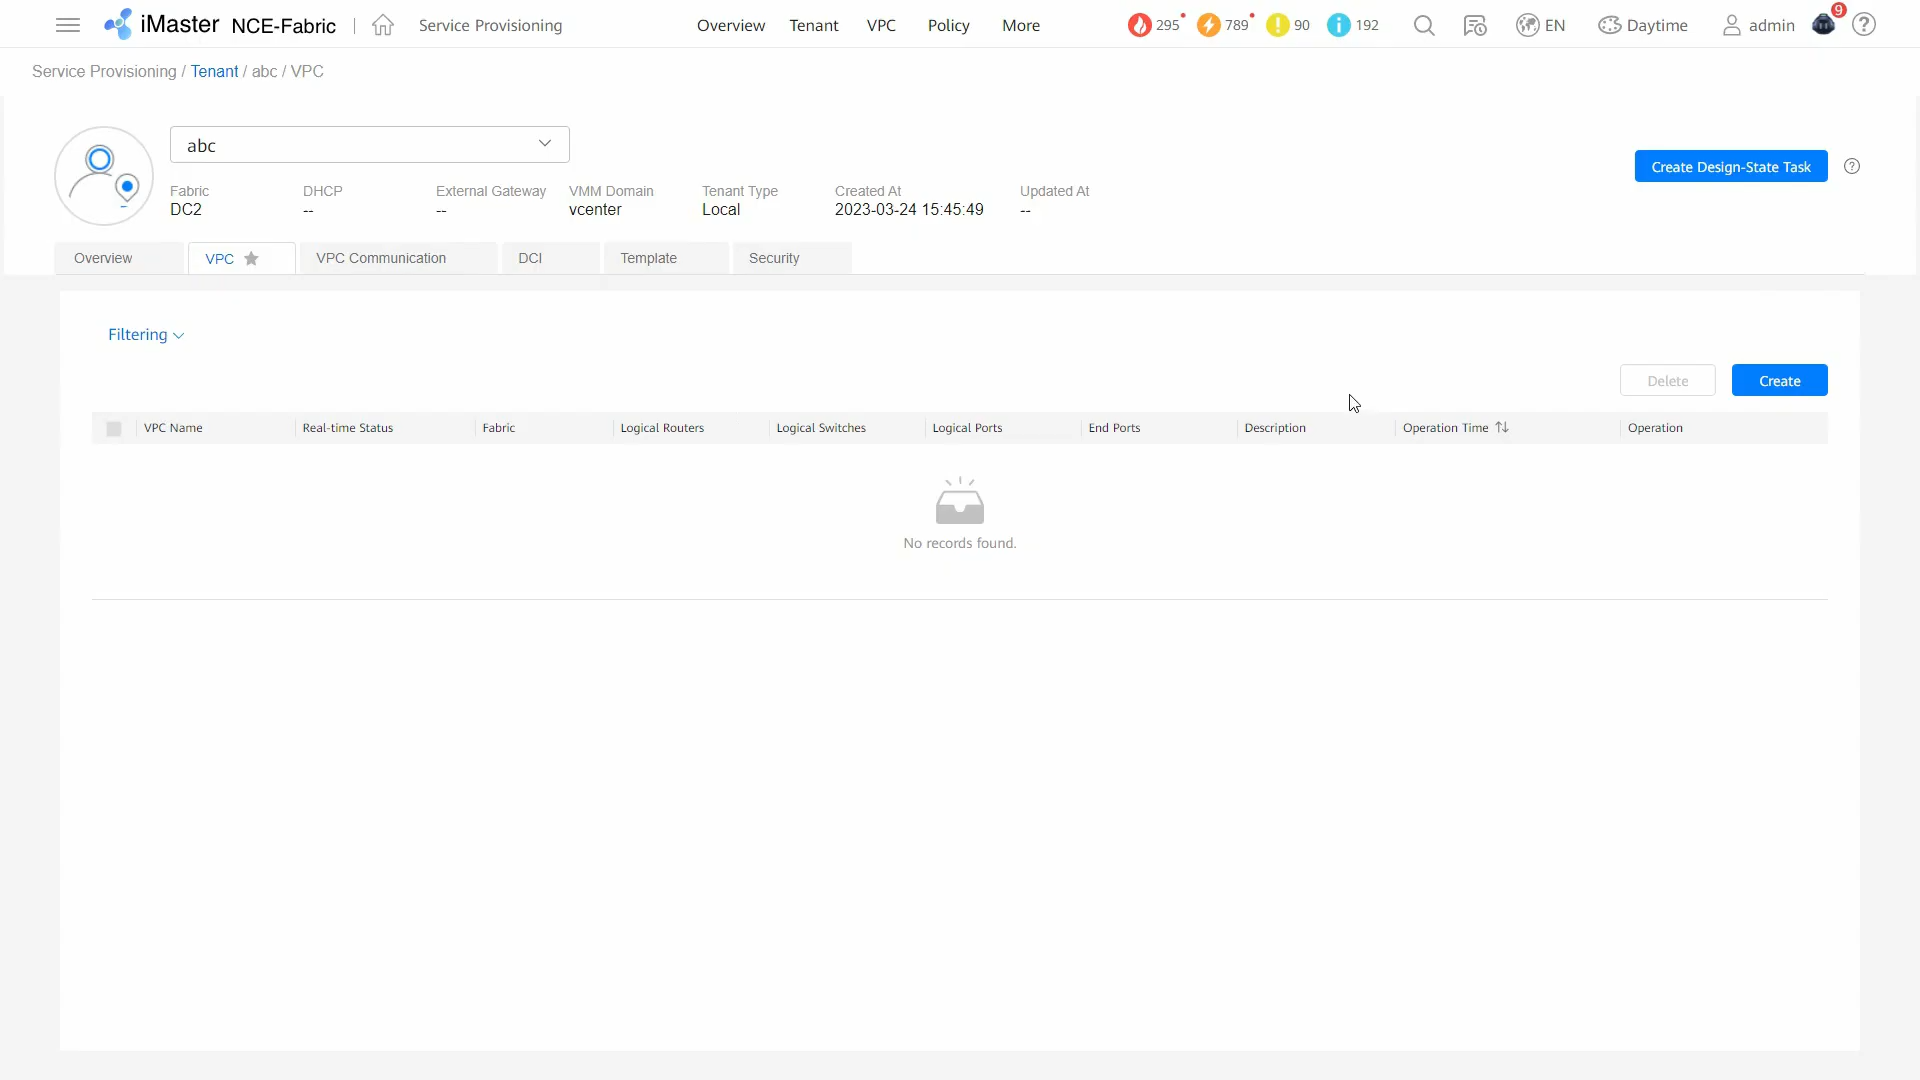 iMaster NCE-Fabric Service Provisioning Overview Tenant VPC Policy More 295 789 90 192 EN Daytime admin 9
Service Provisioning / Tenant / abc / VPC
abc
Create Design-State Task
Fabric DHCP External Gateway VMM Domain Tenant Type Created At Updated At
DC2 -- -- vcenter Local 2023-03-24 15:45:49 --
Overview VPC VPC Communication DCI Template Security
Filtering
Delete Create
VPC Name Real-time Status Fabric Logical Routers Logical Switches Logical Ports End Ports Description Operation Time Operation
No records found.